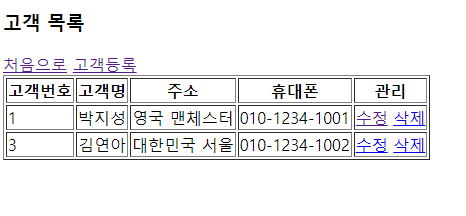 고객 목록
처음으로 고객등록
고객번호 고객명 주소 휴대폰 관리
1 박지성 영국 맨체스터 010-1234-1001 수정 삭제
3 김연아 대한민국 서울 010-1234-1002 수정 삭제